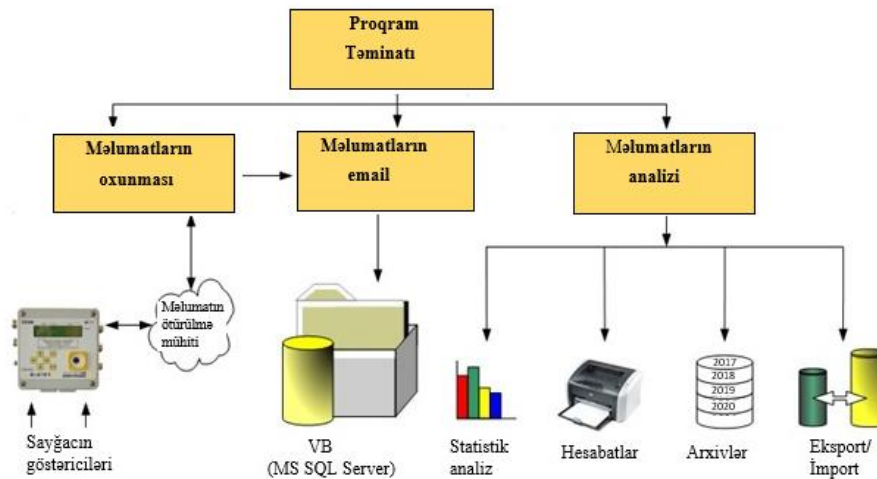 Proqram
Təminatı
Məlumatların
oxunması
Məlumatların
email
Məlumatların
analizi
Məlumatın
ötürülmə
mühiti
2017
2018
2019
2020
Sayğacın
göstəriciləri
VB
(MS SQL Server)
Statistik
analiz
Hesabatlar
Arxivlər
Eksport/
İmport